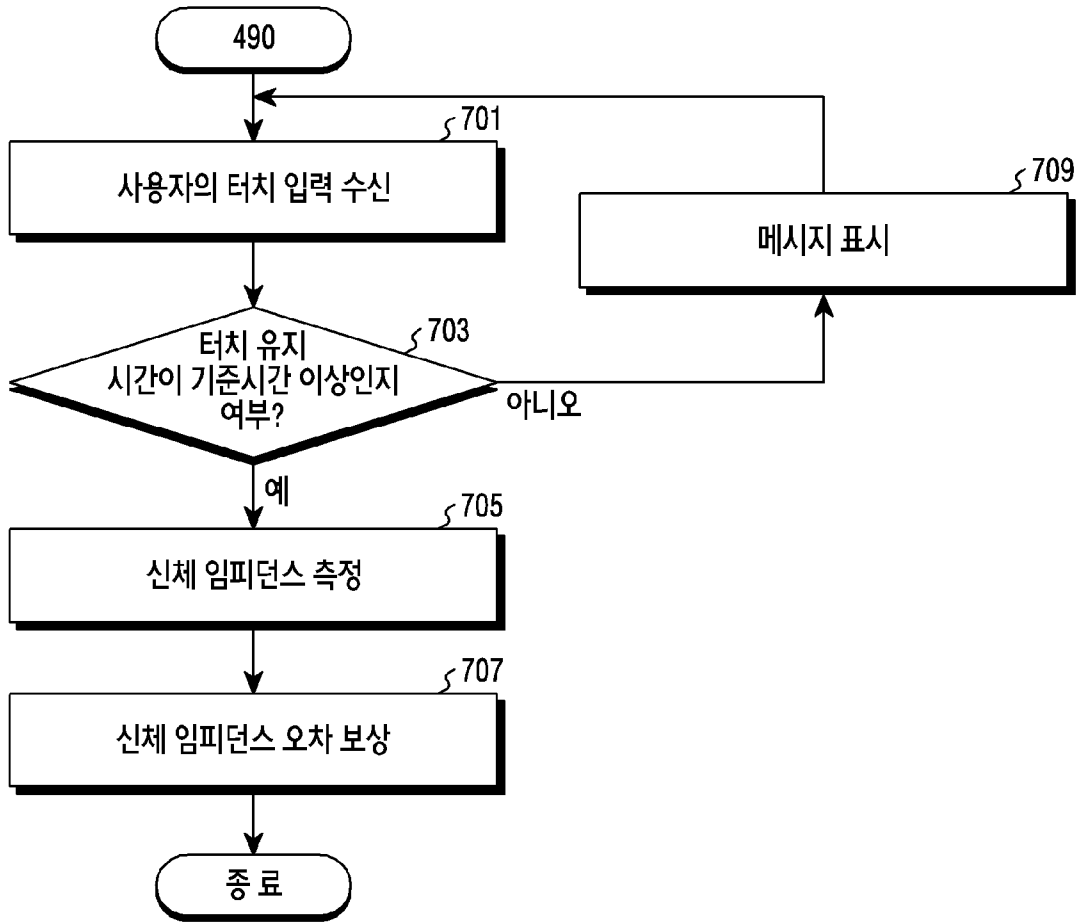 490
701
사용자의 터치 입력 수신
709
메시지 표시
703
터치 유지
시간이 기준시간 이상인지
여부?
아니오
예
705
신체 임피던스 측정
707
신체 임피던스 오차 보상
종 료